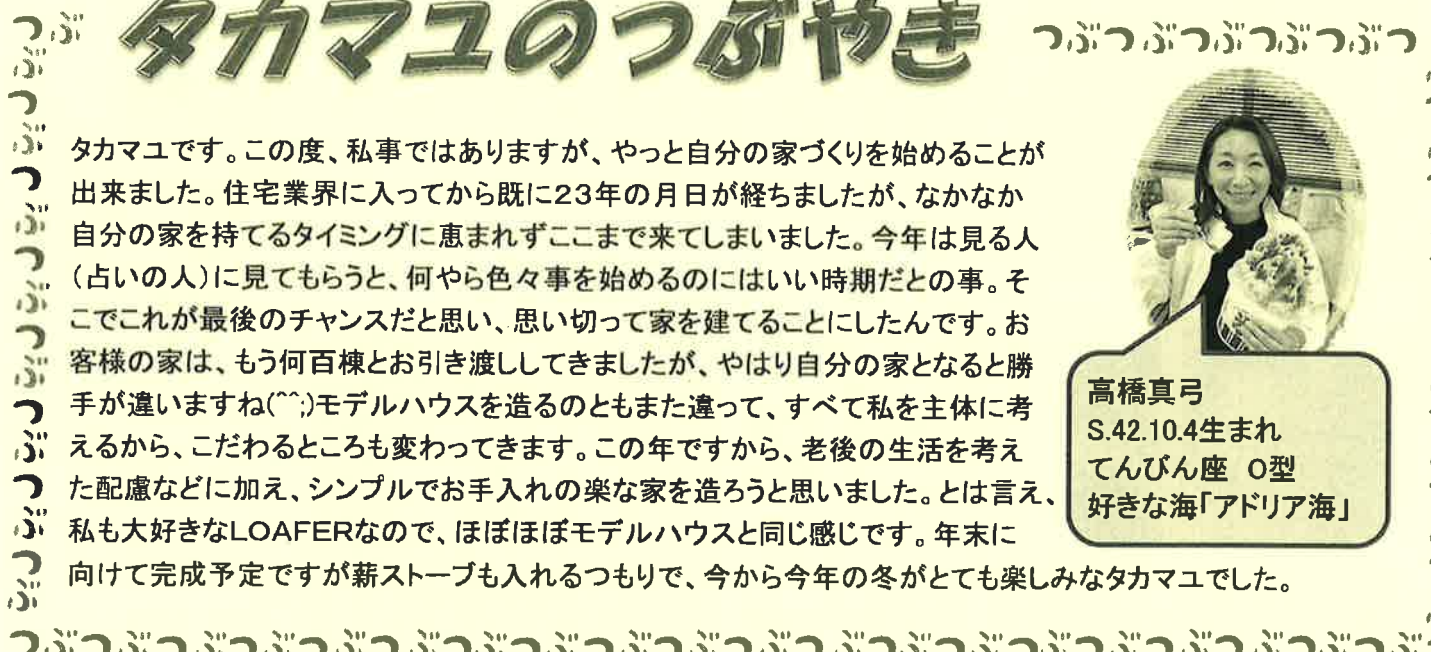 タカマユのつぶやき
つぶつぶつぶつぶつぶつ
つぶ
ぶつぶつぶつぶつぶつぶつぶつぶ
タカマユです。この度、私事ではありますが、やっと自分の家づくりを始めることが
出来ました。住宅業界に入ってから既に23年の月日が経ちましたが、なかなか
自分の家を持てるタイミングに恵まれずここまで来てしまいました。今年は見る人
(占いの人)に見てもらうと、何やら色々事を始めるのにはいい時期だとの事。そ
こでこれが最後のチャンスだと思い、思い切って家を建てることにしたんです。お
客様の家は、もう何百棟とお引き渡ししてきましたが、やはり自分の家となると勝
手が違いますね(^^;)モデルハウスを造るのともまた違って、すべて私を主体に考
えるから、こだわるところも変わってきます。この年ですから、老後の生活を考え
た配慮などに加え、シンプルでお手入れの楽な家を造ろうと思いました。とは言え、
私も大好きなLOAFERなので、ほぼほぼモデルハウスと同じ感じです。年末に
向けて完成予定ですが薪ストーブも入れるつもりで、今から今年の冬がとても楽しみなタカマユでした。
高橋真弓
S.42.10.4生まれ
てんびん座 O型
好きな海「アドリア海」
つぶつぶつぶつぶつぶつぶつぶつぶつぶつぶつぶつぶつぶつぶつぶつぶつぶつぶ